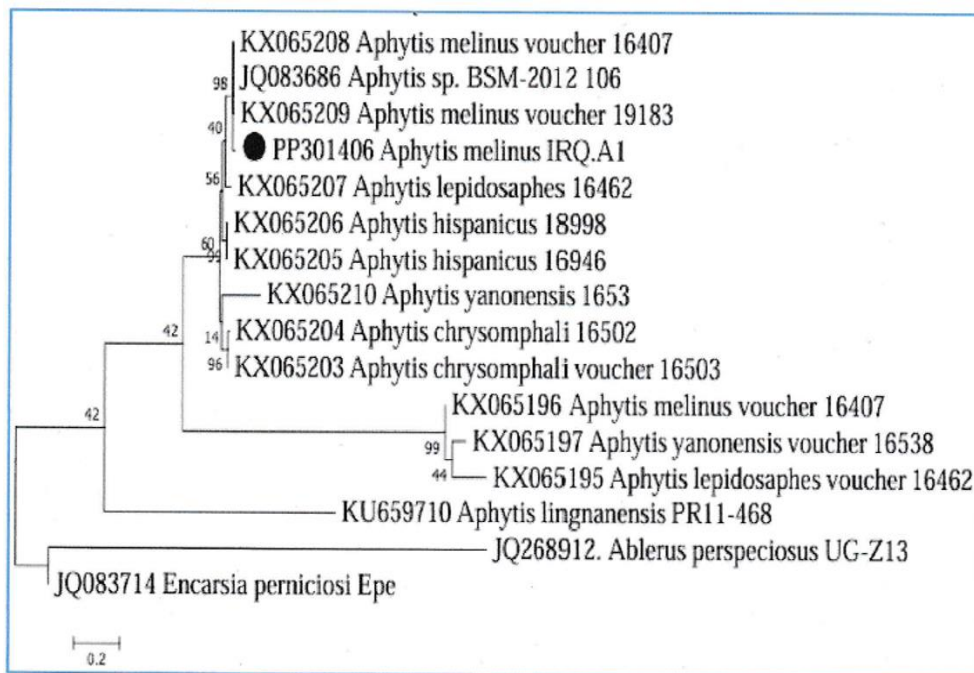 KX065208 Aphytis melinus voucher 16407
JQ083686 Aphytis sp. BSM-2012 106
98
KX065209 Aphytis melinus voucher 19183
40
PP301406 Aphytis melinus IRQ.A1
56
KX065207 Aphytis lepidosaphes 16462
KX065206 Aphytis hispanicus 18998
60
99
KX065205 Aphytis hispanicus 16946
KX065210 Aphytis yanonensis 1653
42
14
KX065204 Aphytis chrysomphali 16502
96
KX065203 Aphytis chrysomphali voucher 16503
KX065196 Aphytis melinus voucher 16407
42
99
KX065197 Aphytis yanonensis voucher 16538
44
KX065195 Aphytis lepidosaphes voucher 16462
KU659710 Aphytis lingnanensis PR11-468
JQ268912. Ablerus perspeciosus UG-Z13
JQ083714 Encarsia perniciosi Epe
0.2